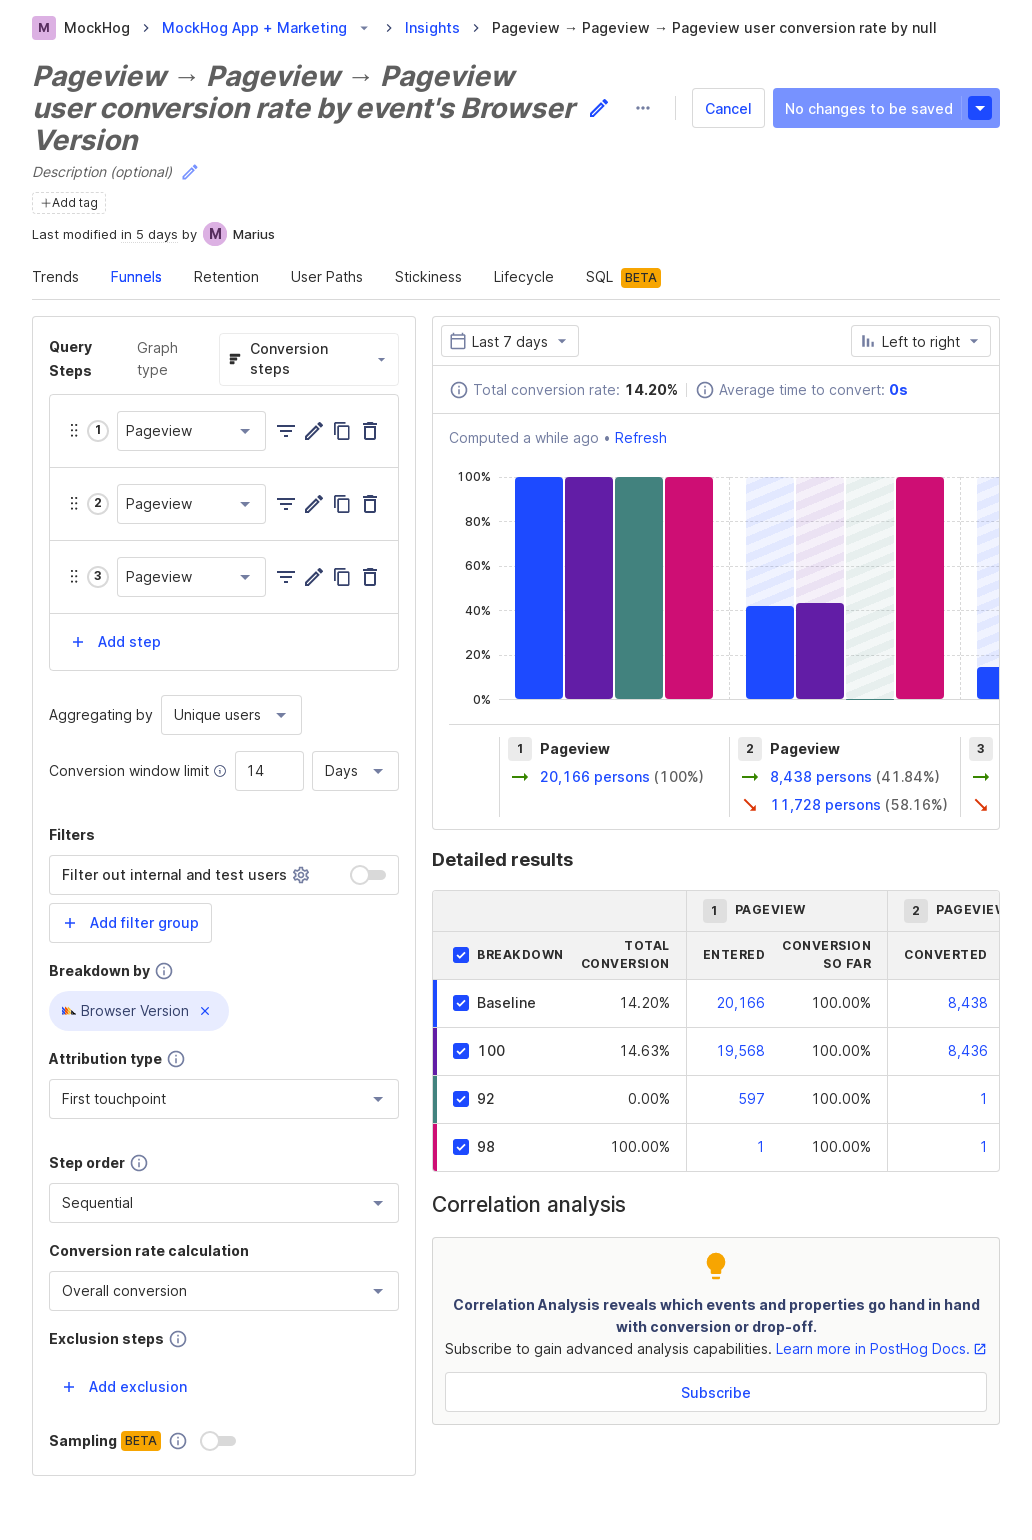 M MockHog > MockHog App + Marketing > Insights > Pageview → Pageview → Pageview user conversion rate by null
Pageview → Pageview → Pageview
user conversion rate by event's Browser
Version
Cancel
No changes to be saved
Description (optional)
+Add tag
Last modified in 5 days by M Marius
Trends Funnels Retention User Paths Stickiness Lifecycle SQL BETA
Query
Steps
Graph
type
Conversion
steps
1 Pageview
2 Pageview
3 Pageview
+ Add step
Aggregating by Unique users
Conversion window limit 14 Days
Filters
Filter out internal and test users
+ Add filter group
Breakdown by
Browser Version
Attribution type
First touchpoint
Step order
Sequential
Conversion rate calculation
Overall conversion
Exclusion steps
+ Add exclusion
Sampling BETA
Last 7 days
Left to right
Total conversion rate: 14.20% Average time to convert: 0s
Computed a while ago • Refresh
100%
80%
60%
40%
20%
0%
1 Pageview
→ 20,166 persons (100%)
2 Pageview
→ 8,438 persons (41.84%)
↘ 11,728 persons (58.16%)
3
→
↘
Detailed results
1 PAGEVIEW 2 PAGEVIEW
BREAKDOWN TOTAL CONVERSION ENTERED CONVERSION SO FAR CONVERTED
Baseline 14.20% 20,166 100.00% 8,438
100 14.63% 19,568 100.00% 8,436
92 0.00% 597 100.00% 1
98 100.00% 1 100.00% 1
Correlation analysis
Correlation Analysis reveals which events and properties go hand in hand
with conversion or drop-off.
Subscribe to gain advanced analysis capabilities. Learn more in PostHog Docs.
Subscribe